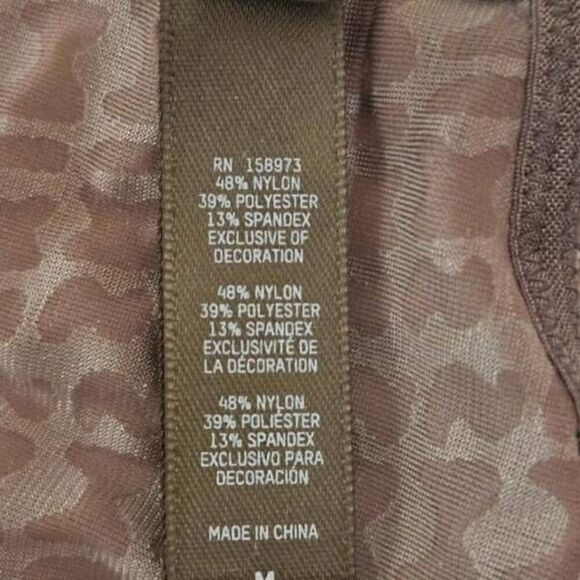 RN 158973
48% NYLON
39% POLYESTER
13% SPANDEX
EXCLUSIVE OF
DECORATION
48% NYLON
39% POLYESTER
13% SPANDEX
EXCLUSIVITÉ DE
LA DÉCORATION
48% NYLON
39% POLIÉSTER
13% SPANDEX
EXCLUSIVO PARA
DECORACIÓN
MADE IN CHINA
M